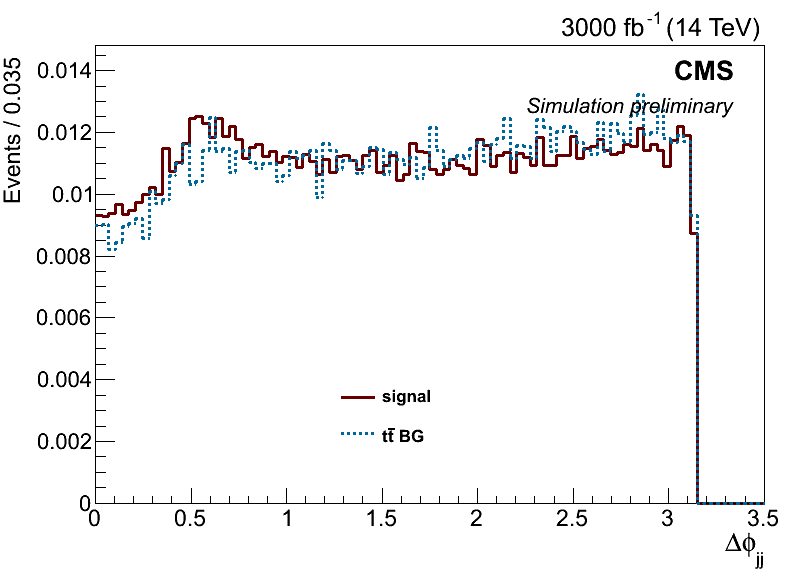 3000 fb⁻¹ (14 TeV)
CMS
Simulation preliminary
Events / 0.035
0.014
0.012
0.01
0.008
0.006
0.004
0.002
0
signal
tt̄ BG
0 0.5 1 1.5 2 2.5 3 3.5
Δϕjj